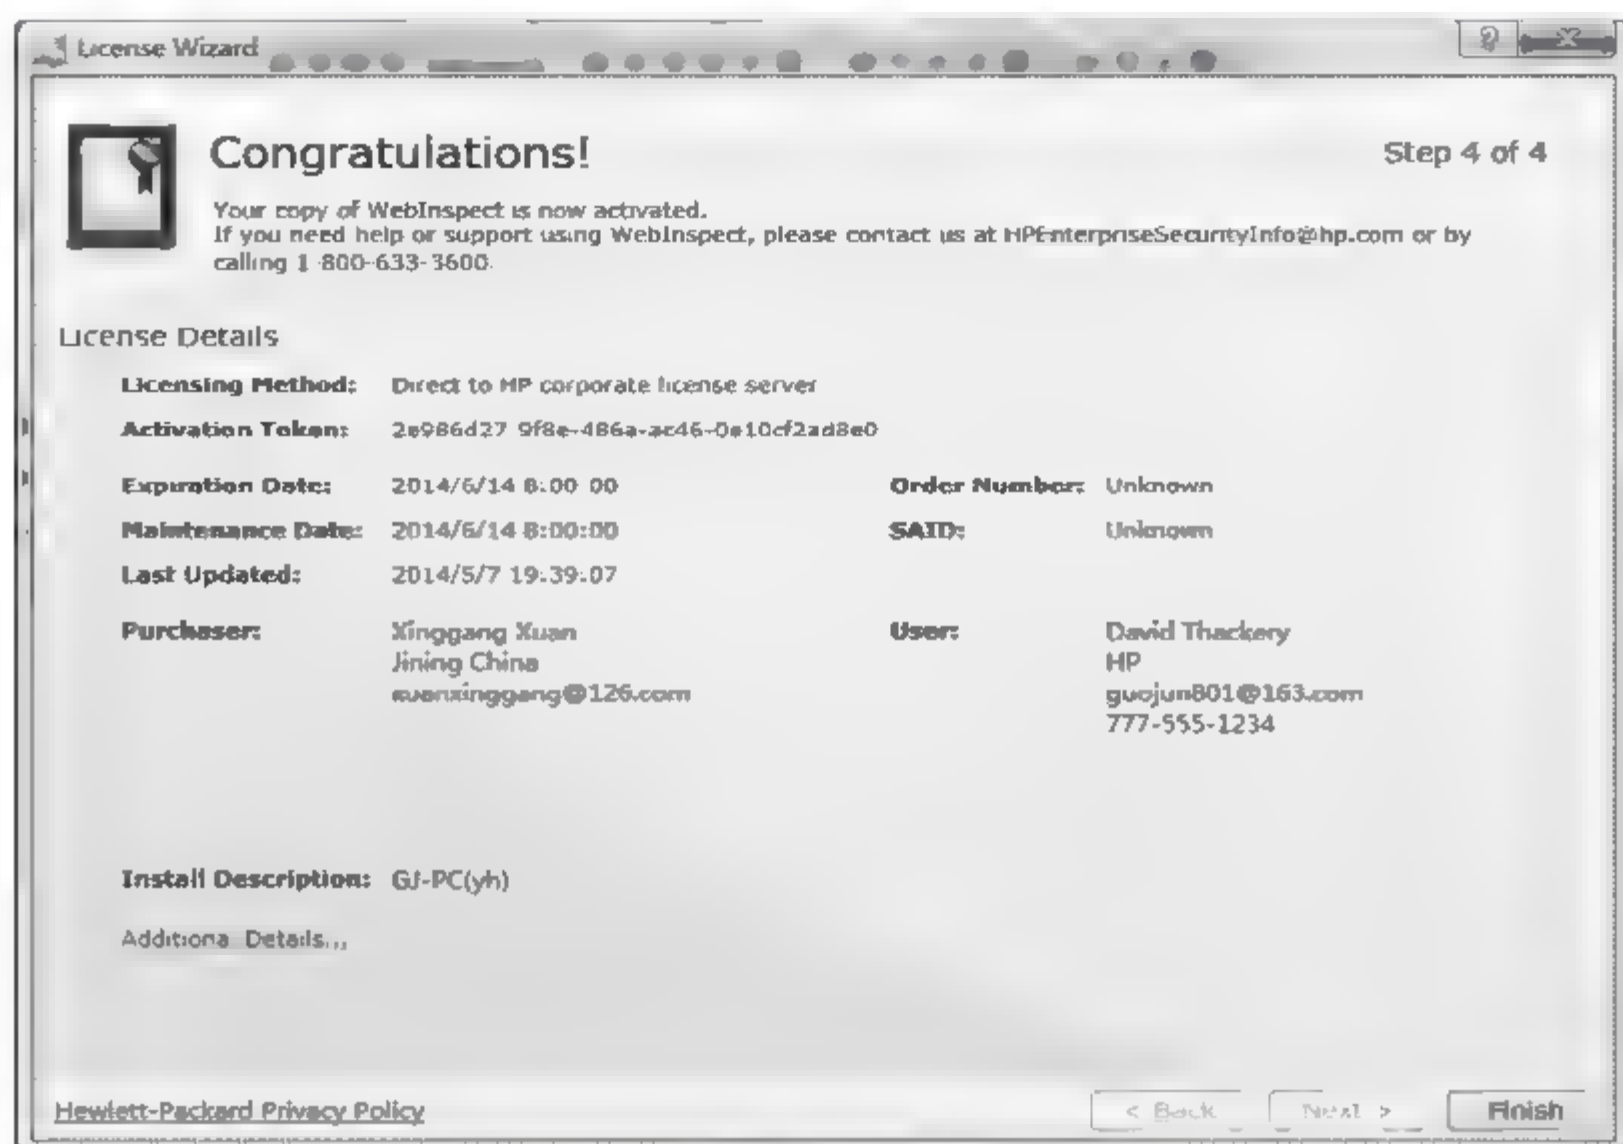 License Wizard
Congratulations!
Step 4 of 4
Your copy of WebInspect is now activated.
If you need help or support using WebInspect, please contact us at HPEnterpriseSecurityInfo@hp.com or by
calling 1-800-633-3600.
License Details
Licensing Method: Direct to HP corporate license server
Activation Token: 2e986d27-9f8e-486a-ac46-0e10cf2ad8e0
Expiration Date: 2014/6/14 8:00:00 Order Number: Unknown
Maintenance Date: 2014/6/14 8:00:00 SAID: Unknown
Last Updated: 2014/5/7 19:39:07
Purchaser: Xinggang Xuan User: David Thackery
Jining China HP
xuanxinggang@126.com guojun801@163.com
777-555-1234
Install Description: GJ-PC(yh)
Additional Details...
Hewlett-Packard Privacy Policy < Back Next > Finish